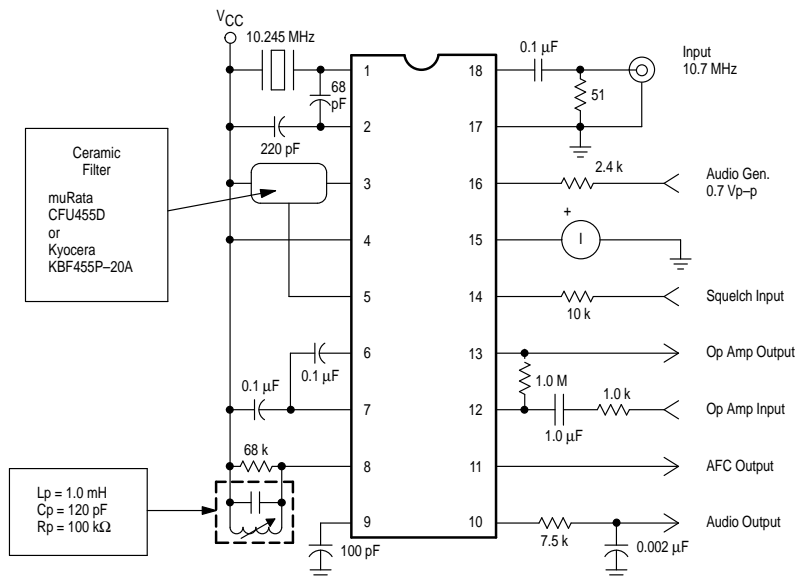 VCC
10.245 MHz
68
pF
220 pF
Ceramic
Filter
muRata
CFU455D
or
Kyocera
KBF455P–20A
0.1 μF
0.1 μF
68 k
Lp = 1.0 mH
Cp = 120 pF
Rp = 100 kΩ
100 pF
1
2
3
4
5
6
7
8
9
18
17
16
15
14
13
12
11
10
0.1 μF
51
Input
10.7 MHz
2.4 k
Audio Gen.
0.7 Vp–p
+
I
10 k
Squelch Input
Op Amp Output
1.0 M
1.0 k
1.0 μF
Op Amp Input
AFC Output
7.5 k
0.002 μF
Audio Output